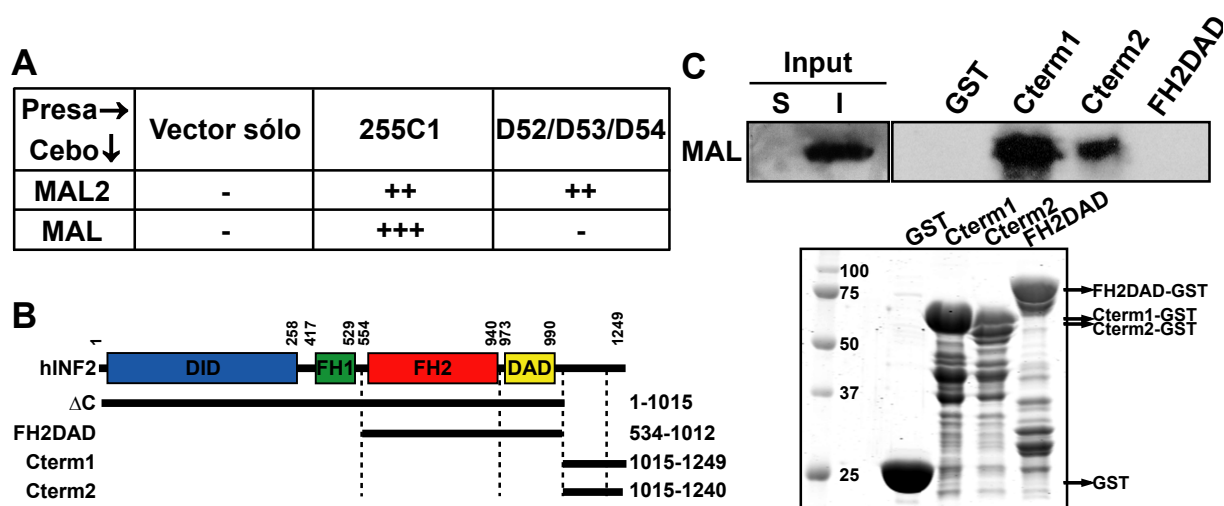 A
Presa→ Vector sólo 255C1 D52/D53/D54
Cebo↓
MAL2 - ++ ++
MAL - +++ -
B
1 258 417 529 554 940 973 990 1249
hINF2 DID FH1 FH2 DAD
ΔC 1-1015
FH2DAD 534-1012
Cterm1 1015-1249
Cterm2 1015-1240
C
Input
S I GST Cterm1 Cterm2 FH2DAD
MAL
GST Cterm1 Cterm2 FH2DAD
100
75 FH2DAD-GST
Cterm1-GST
Cterm2-GST
50
37
25 GST